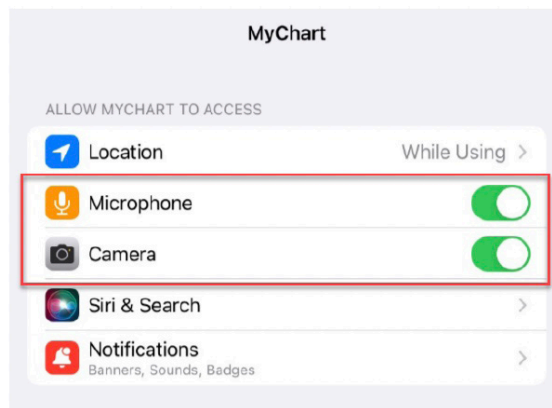 MyChart
ALLOW MYCHART TO ACCESS
Location While Using
Microphone
Camera
Siri & Search
Notifications
Banners, Sounds, Badges